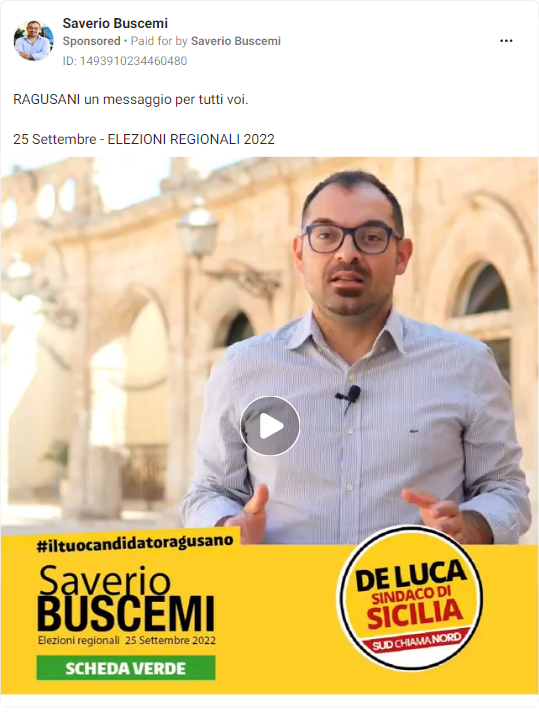 Saverio Buscemi
Sponsored • Paid for by Saverio Buscemi
ID: 1493910234460480
RAGUSANI un messaggio per tutti voi.
25 Settembre - ELEZIONI REGIONALI 2022
#iltuocandidatoragusano
Saverio
BUSCEMI
Elezioni regionali 25 Settembre 2022
SCHEDA VERDE
DE LUCA
SINDACO DI
SICILIA
SUD CHIAMA NORD